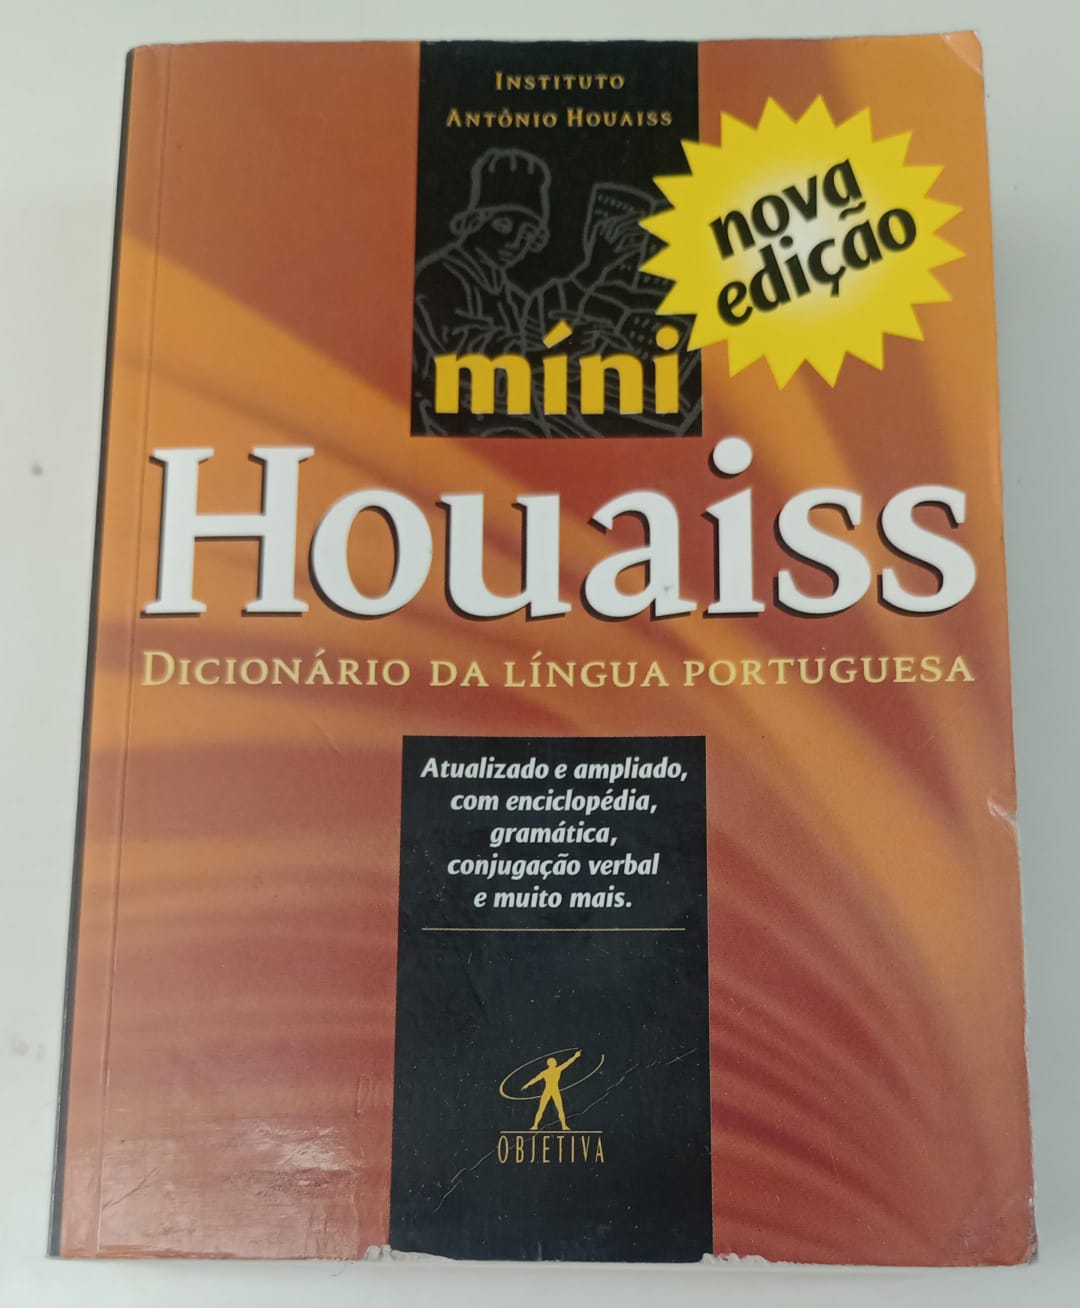 INSTITUTO
ANTÔNIO HOUAISS
nova
edição
míni
Houaiss
DICIONÁRIO DA LÍNGUA PORTUGUESA
Atualizado e ampliado,
com enciclopédia,
gramática,
conjugação verbal
e muito mais.
OBJETIVA